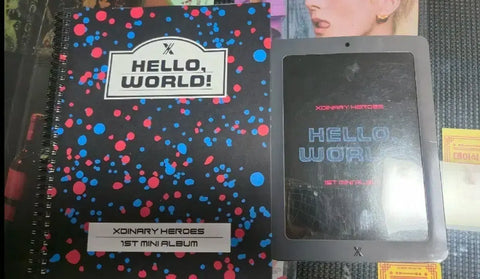 X
HELLO,
WORLD!
XDINARY HEROES
1ST MINI ALBUM
XDINARY HEROES
HELLO,
WORLD!
1ST MINI ALBUM
X